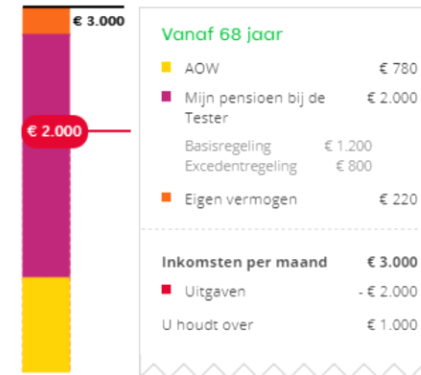 € 3.000
€ 2.000
Vanaf 68 jaar
AOW € 780
Mijn pensioen bij de € 2.000
Tester
Basisregeling € 1.200
Excedentregeling € 800
Eigen vermogen € 220
Inkomsten per maand € 3.000
Uitgaven - € 2.000
U houdt over € 1.000